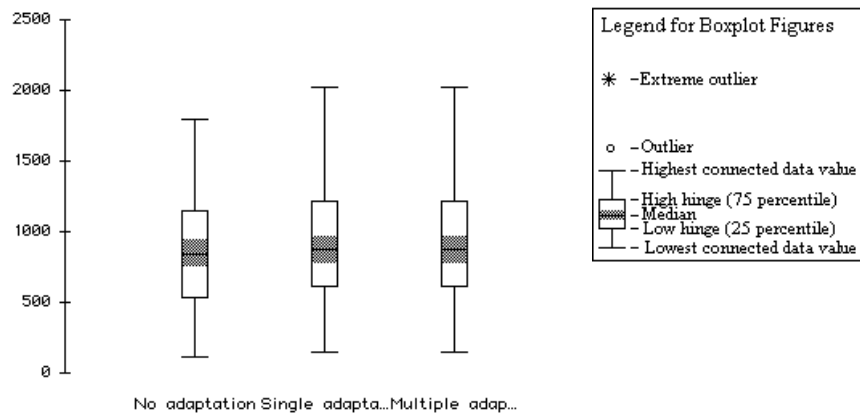 2500
2000
1500
1000
500
0
No adaptation Single adapta... Multiple adap...
Legend for Boxplot Figures
Extreme outlier
Outlier
Highest connected data value
High hinge (75 percentile)
Median
Low hinge (25 percentile)
Lowest connected data value